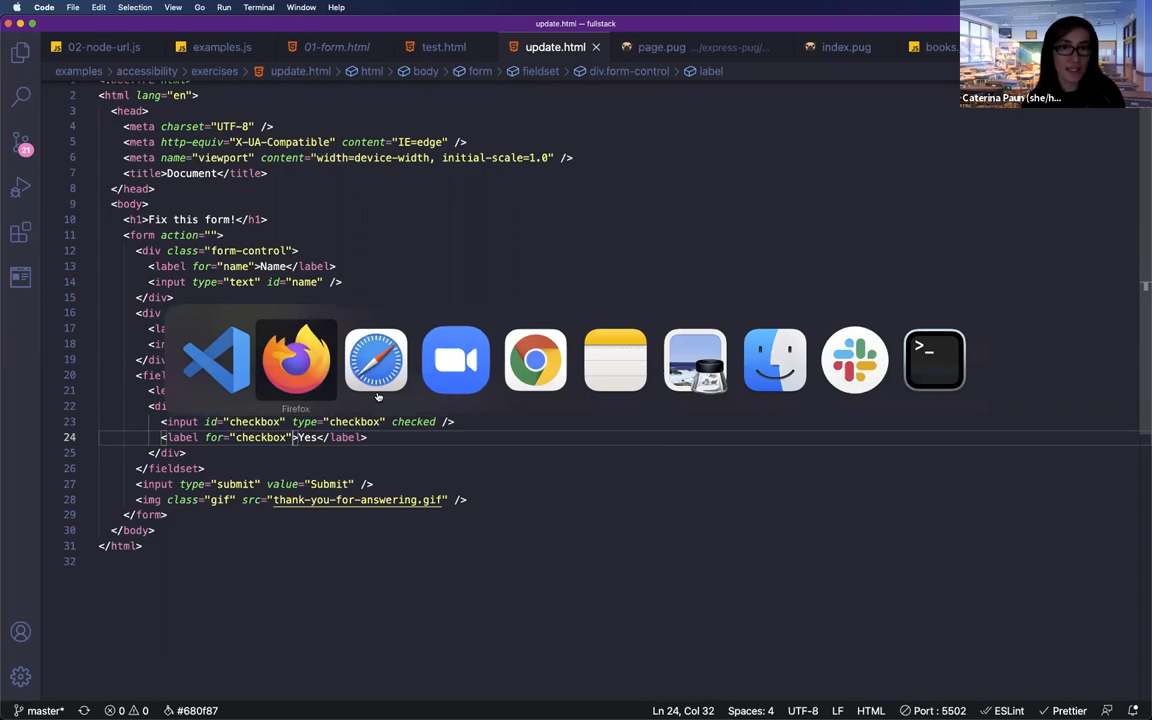 Code File Edit Selection View Go Run Terminal Window Help
update.html — fullstack
02-node-url.js examples.js 01-form.html test.html update.html page.pug .../express-pug/... index.pug books.
examples accessibility exercises update.html html body form fieldset div.form-control label
2 <html lang="en">
3 <head>
4 <meta charset="UTF-8" />
5 <meta http-equiv="X-UA-Compatible" content="IE=edge" />
6 <meta name="viewport" content="width=device-width, initial-scale=1.0" />
7 <title>Document</title>
8 </head>
9 <body>
10 <h1>Fix this form!</h1>
11 <form action="">
12 <div class="form-control">
13 <label for="name">Name</label>
14 <input type="text" id="name" />
15 </div>
16 <div
17 <la
18 <in
19 </di
20 <fiel
21 <le
22 <di
Firefox
23 <input id="checkbox" type="checkbox" checked />
24 <label for="checkbox">Yes</label>
25 </div>
26 </fieldset>
27 <input type="submit" value="Submit" />
28 <img class="gif" src="thank-you-for-answering.gif" />
29 </form>
30 </body>
31 </html>
32
21
>_
Caterina Paun (she/h...
master* 0 0 #680f87 Ln 24, Col 32 Spaces: 4 UTF-8 LF HTML Port : 5502 ESLint Prettier